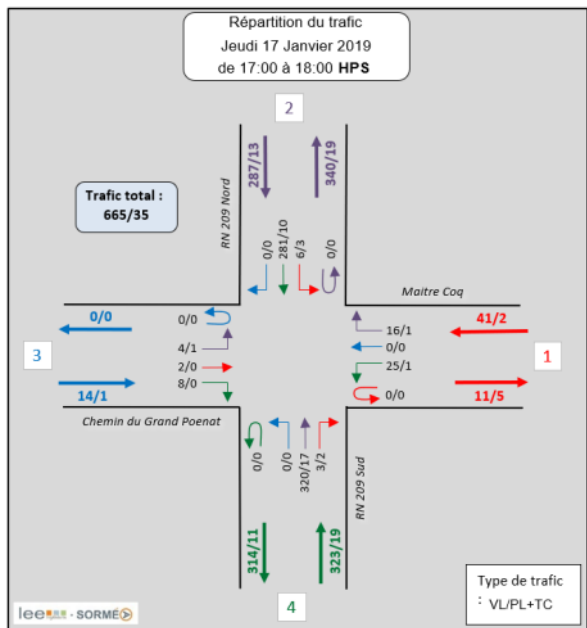 Répartition du trafic
Jeudi 17 Janvier 2019
de 17:00 à 18:00 HPS
2
287/13
340/19
Trafic total :
665/35
RN 209 Nord
0/0
281/10
6/3
0/0
Maitre Coq
0/0
0/0
16/1
41/2
3
4/1
0/0
1
2/0
25/1
14/1
8/0
0/0
11/5
Chemin du Grand Poenat
0/0
0/0
320/17
3/2
RN 209 Sud
314/11
323/19
4
Type de trafic
: VL/PL+TC
lee - SORMÉA